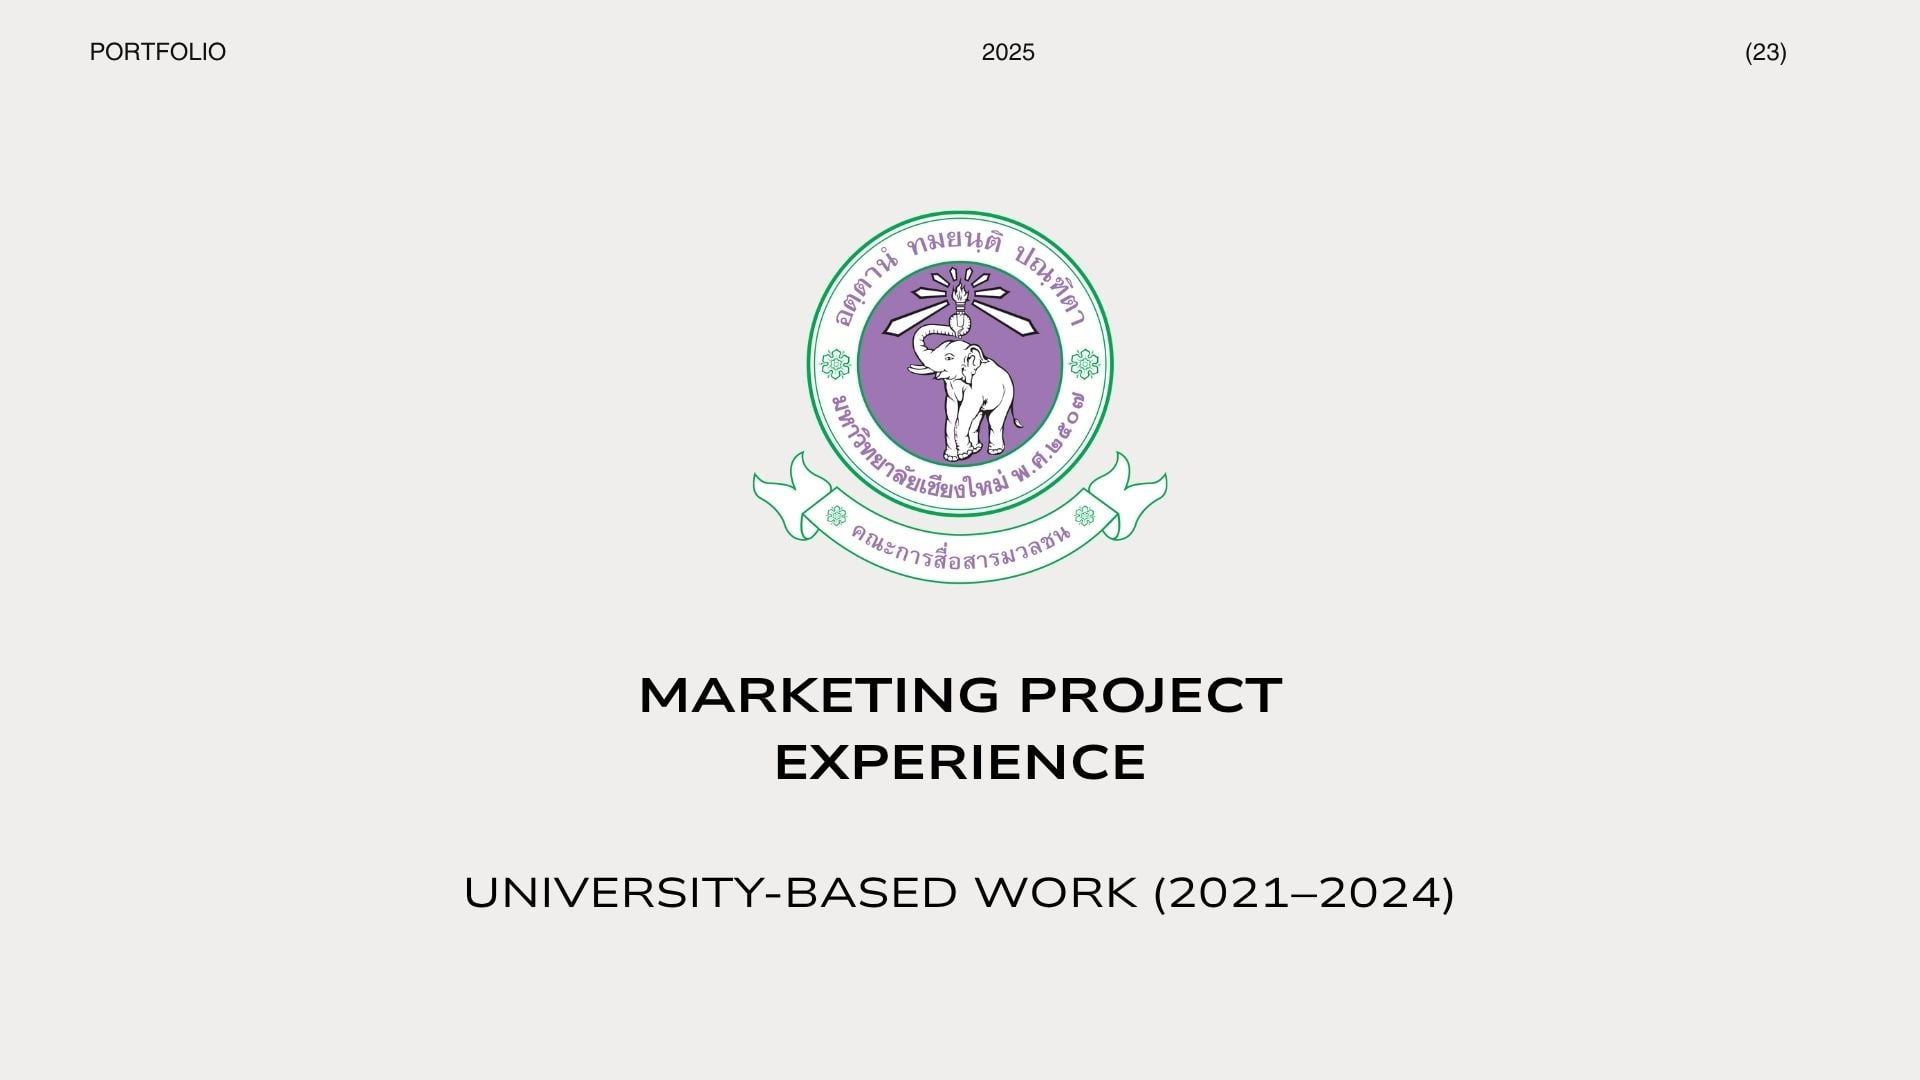 PORTFOLIO
2025
(23)
อตฺตานํ ทมยนฺติ ปณฺฑิตา
มหาวิทยาลัยเชียงใหม่ พ.ศ.๒๕๐๗
คณะการสื่อสารมวลชน
MARKETING PROJECT
EXPERIENCE
UNIVERSITY-BASED WORK (2021–2024)